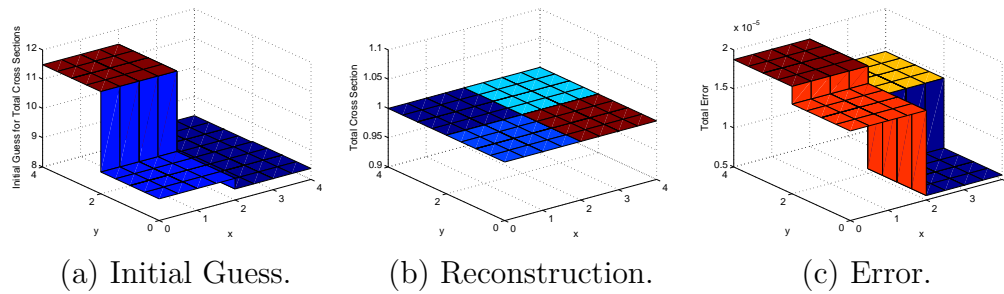 Initial Guess for Total Cross Sections
12
11
10
9
8
4
2
0
y
0
1
2
3
4
x
Total Cross Section
1.1
1.05
1
0.95
0.9
4
2
0
y
0
1
2
3
4
x
x 10⁻⁵
Total Error
2
1.5
1
0.5
4
2
0
y
0
1
2
3
4
x
(a) Initial Guess.
(b) Reconstruction.
(c) Error.